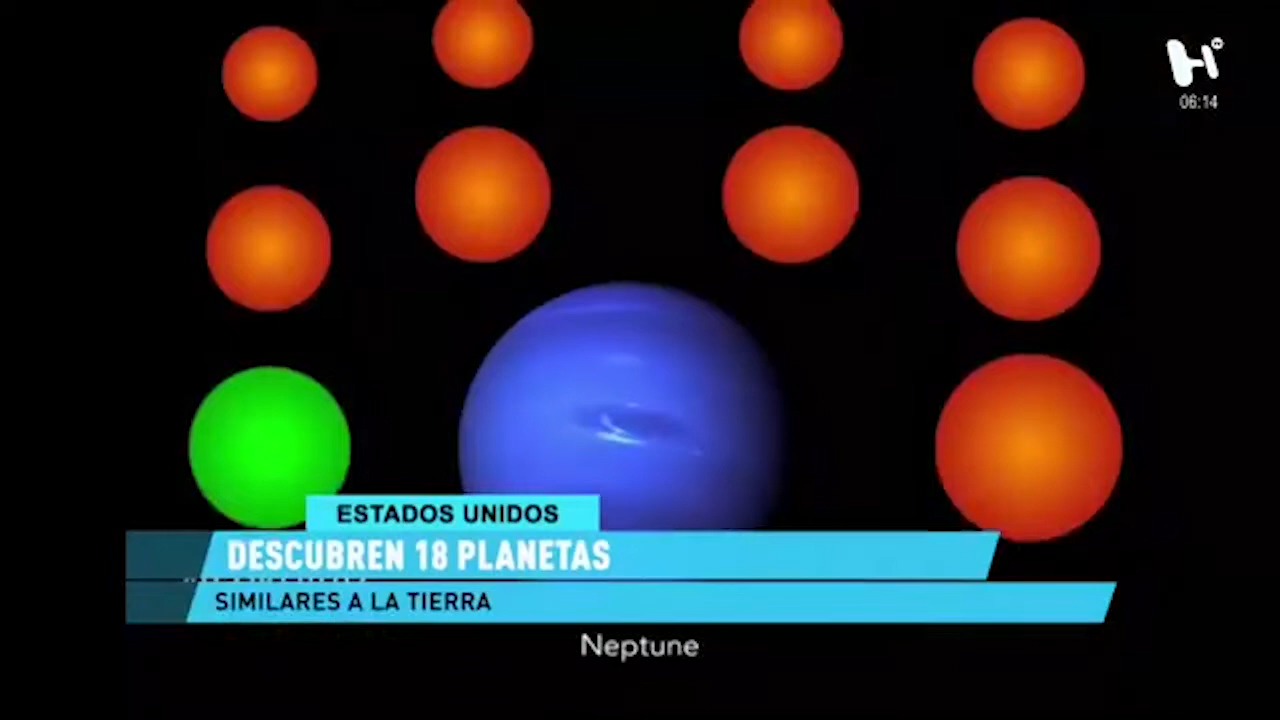 06:14
ESTADOS UNIDOS
DESCUBREN 18 PLANETAS
SIMILARES A LA TIERRA
Neptune